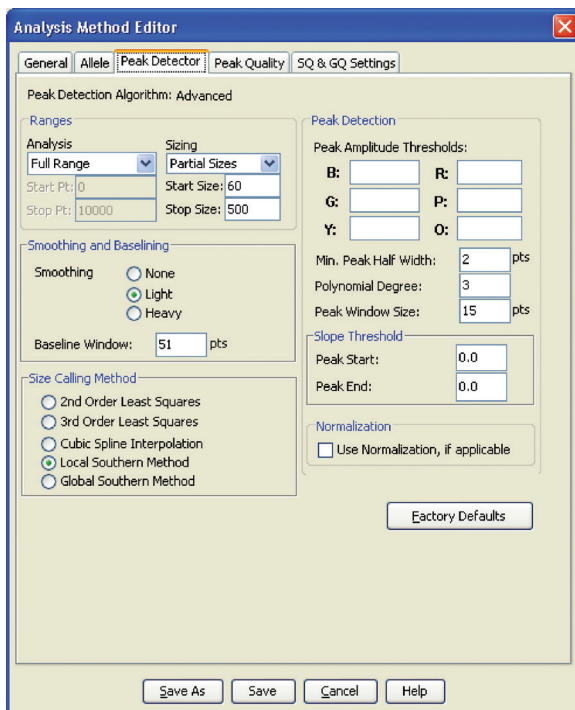 Analysis Method Editor
General Allele Peak Detector Peak Quality SQ & GQ Settings
Peak Detection Algorithm: Advanced
Ranges
Analysis
Full Range
Start Pt: 0
Stop Pt: 10000
Sizing
Partial Sizes
Start Size: 60
Stop Size: 500
Smoothing and Baselining
Smoothing
None
Light
Heavy
Baseline Window: 51 pts
Size Calling Method
2nd Order Least Squares
3rd Order Least Squares
Cubic Spline Interpolation
Local Southern Method
Global Southern Method
Peak Detection
Peak Amplitude Thresholds:
B: R:
G: P:
Y: O:
Min. Peak Half Width: 2 pts
Polynomial Degree: 3
Peak Window Size: 15 pts
Slope Threshold
Peak Start: 0.0
Peak End: 0.0
Normalization
Use Normalization, if applicable
Factory Defaults
Save As Save Cancel Help